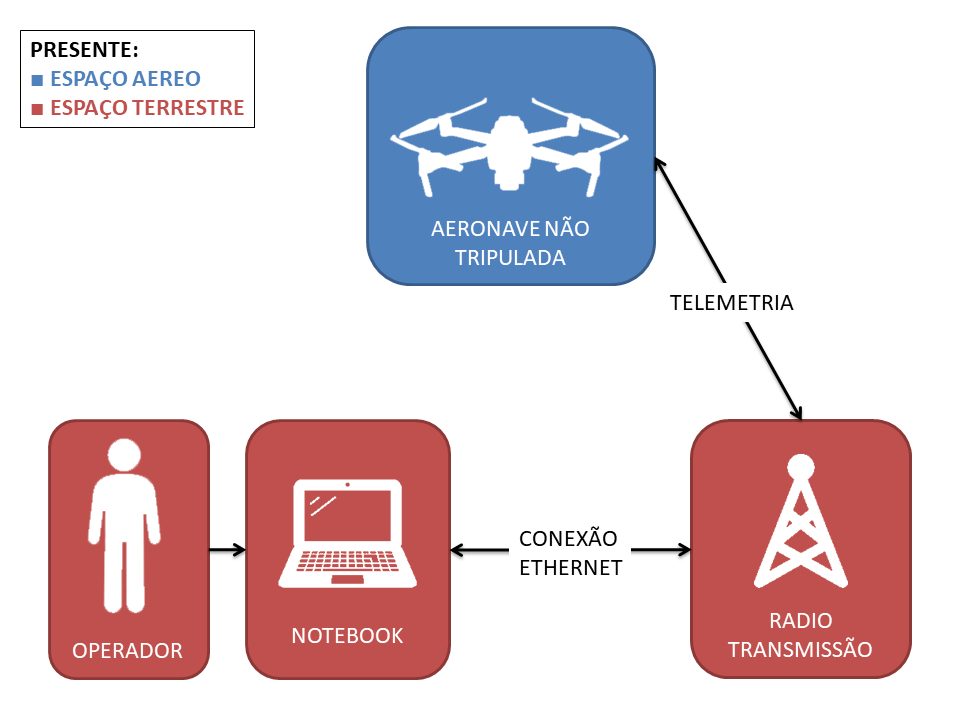 PRESENTE:
■ ESPAÇO AEREO
■ ESPAÇO TERRESTRE
AERONAVE NÃO
TRIPULADA
TELEMETRIA
OPERADOR
NOTEBOOK
CONEXÃO
ETHERNET
RADIO
TRANSMISSÃO